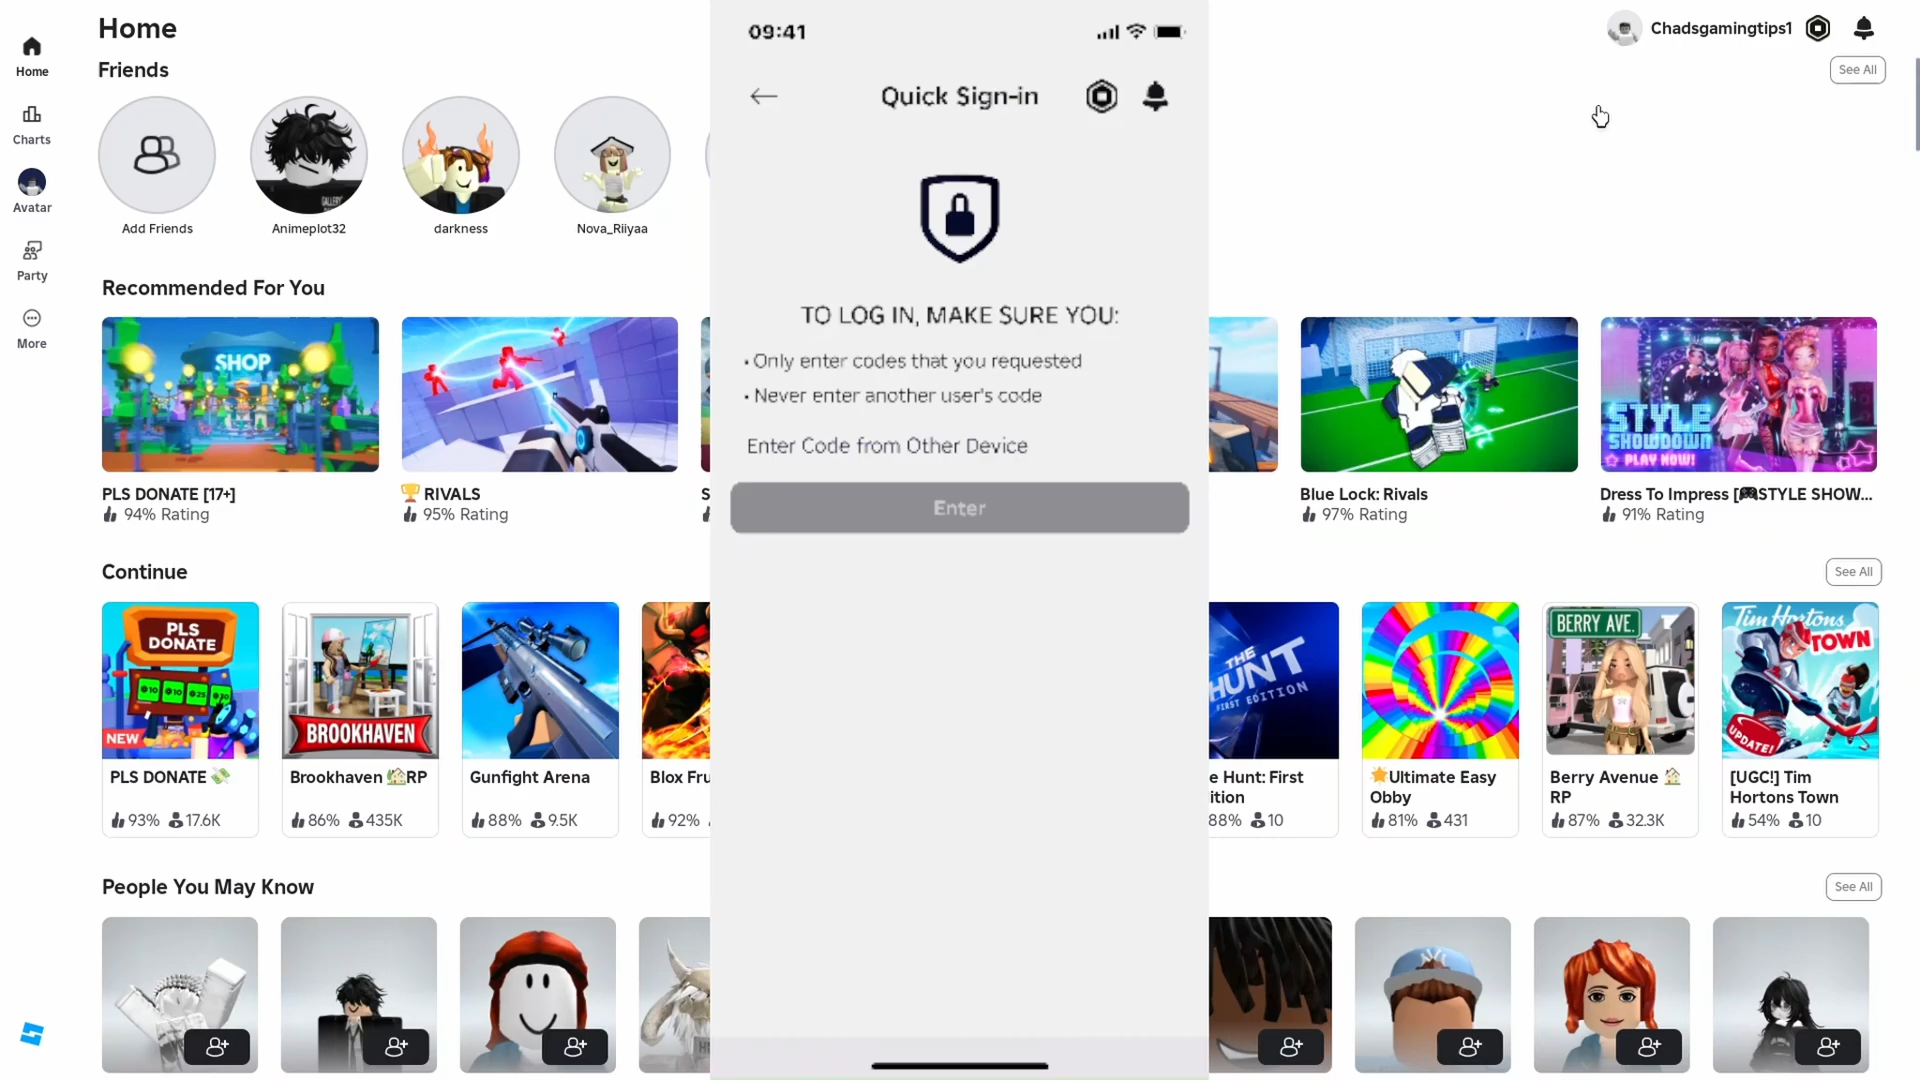 Home
Friends
Chadsgamingtips1
See All
Home
Charts
Avatar
Party
More
Add Friends
Animeplot32
darkness
Nova_Riiyaa
09:41
Quick Sign-in
TO LOG IN, MAKE SURE YOU:
• Only enter codes that you requested
• Never enter another user's code
Enter Code from Other Device
Enter
Recommended For You
SHOP
STYLE
SHOWDOWN
PLAY NOW!
PLS DONATE [17+]
94% Rating
🏆RIVALS
95% Rating
Blue Lock: Rivals
97% Rating
Dress To Impress [🎮STYLE SHOW...
91% Rating
Continue
See All
PLS
DONATE
10
10
25
NEW
BROOKHAVEN
THE
HUNT
FIRST EDITION
BERRY AVE.
Tim Hortons
TOWN
UPDATE!
PLS DONATE 💸
93% 17.6K
Brookhaven 🏡RP
86% 435K
Gunfight Arena
88% 9.5K
Blox Fru
92%
e Hunt: First
ition
88% 10
🌟Ultimate Easy
Obby
81% 431
Berry Avenue 🏠
RP
87% 32.3K
[UGC!] Tim
Hortons Town
54% 10
People You May Know
See All